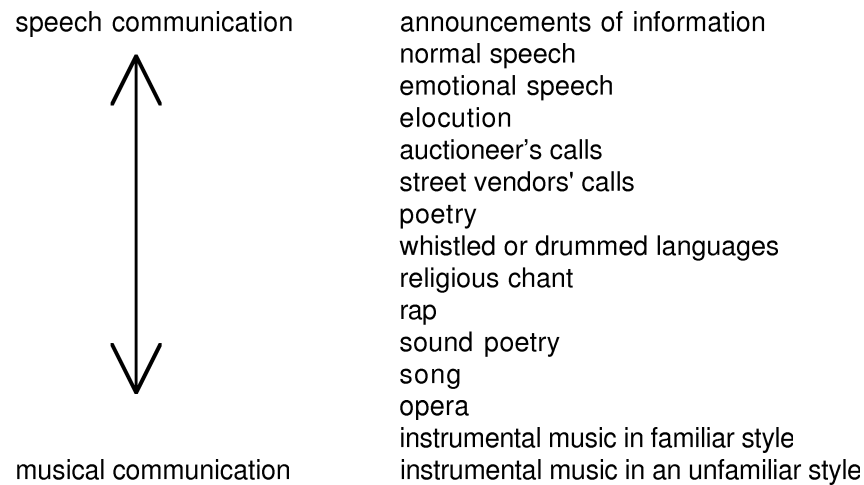 speech communication announcements of information
normal speech
emotional speech
elocution
auctioneer’s calls
street vendors' calls
poetry
whistled or drummed languages
religious chant
rap
sound poetry
song
opera
instrumental music in familiar style
musical communication instrumental music in an unfamiliar style